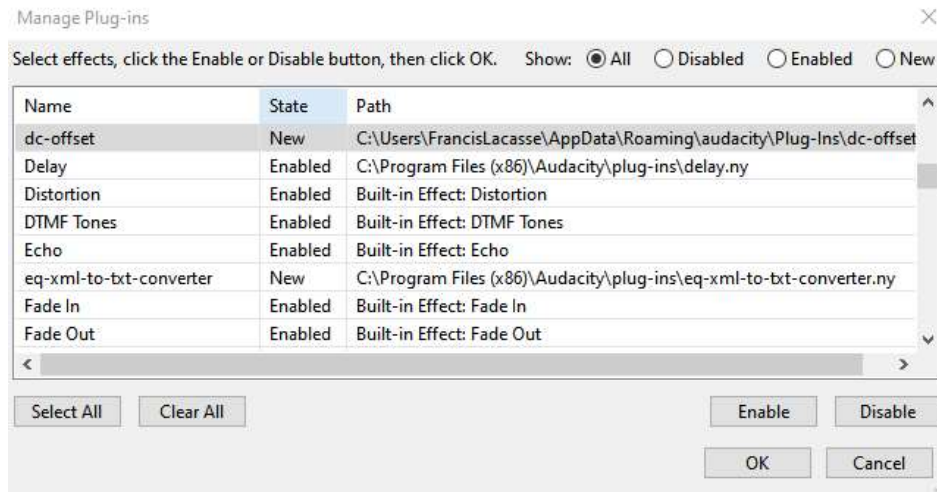 Manage Plug-ins
Select effects, click the Enable or Disable button, then click OK. Show: All Disabled Enabled New
Name State Path
dc-offset New C:\Users\FrancisLacasse\AppData\Roaming\audacity\Plug-Ins\dc-offset
Delay Enabled C:\Program Files (x86)\Audacity\plug-ins\delay.ny
Distortion Enabled Built-in Effect: Distortion
DTMF Tones Enabled Built-in Effect: DTMF Tones
Echo Enabled Built-in Effect: Echo
eq-xml-to-txt-converter New C:\Program Files (x86)\Audacity\plug-ins\eq-xml-to-txt-converter.ny
Fade In Enabled Built-in Effect: Fade In
Fade Out Enabled Built-in Effect: Fade Out
Select All Clear All Enable Disable
OK Cancel